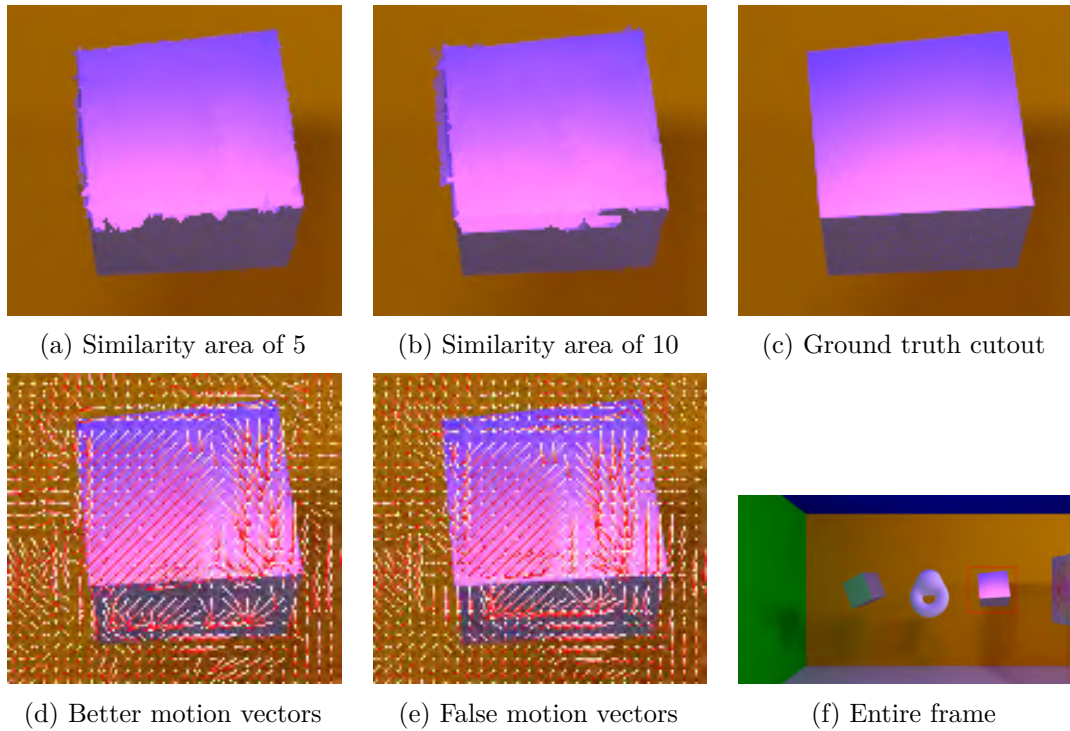 (a) Similarity area of 5
(b) Similarity area of 10
(c) Ground truth cutout
(d) Better motion vectors
(e) False motion vectors
(f) Entire frame